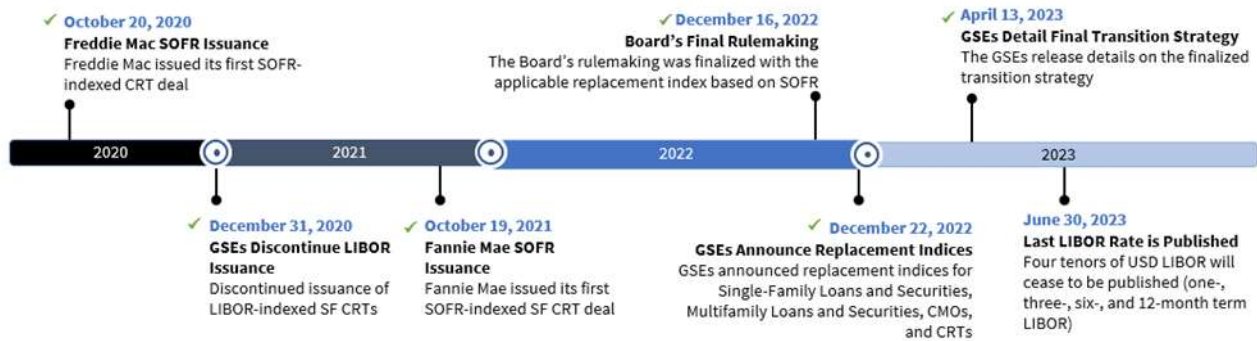 ✓ October 20, 2020
Freddie Mac SOFR Issuance
Freddie Mac issued its first SOFR-
indexed CRT deal
✓ December 16, 2022
Board's Final Rulemaking
The Board's rulemaking was finalized with the
applicable replacement index based on SOFR
✓ April 13, 2023
GSEs Detail Final Transition Strategy
The GSEs release details on the finalized
transition strategy
2020
2021
2022
2023
✓ December 31, 2020
GSEs Discontinue LIBOR
Issuance
Discontinued issuance of
LIBOR-indexed SF CRTs
✓ October 19, 2021
Fannie Mae SOFR
Issuance
Fannie Mae issued its first
SOFR-indexed SF CRT deal
✓ December 22, 2022
GSEs Announce Replacement Indices
GSEs announced replacement indices for
Single-Family Loans and Securities,
Multifamily Loans and Securities, CMOs,
and CRTs
June 30, 2023
Last LIBOR Rate is Published
Four tenors of USD LIBOR will
cease to be published (one-,
three-, six-, and 12-month term
LIBOR)